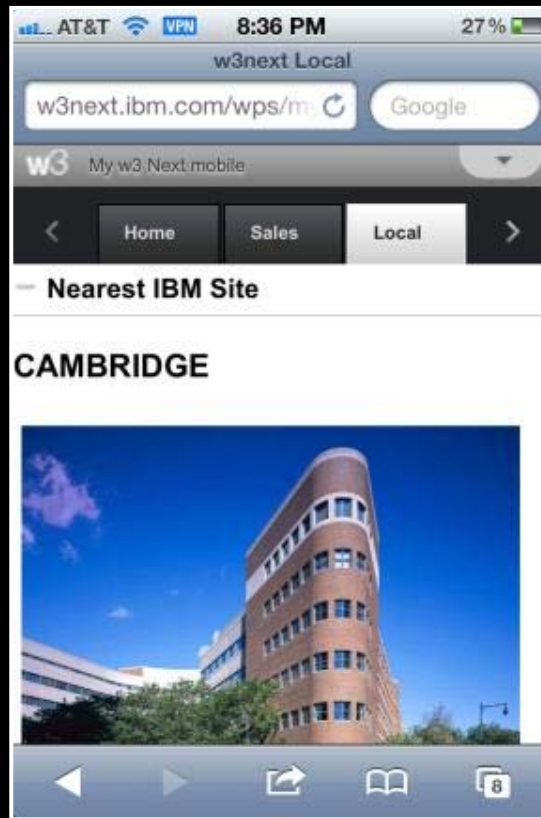 AT&T VPN 8:36 PM 27%
w3next Local
w3next.ibm.com/wps/m Google
w3 My w3 Next mobile
Home Sales Local
Nearest IBM Site
CAMBRIDGE
8